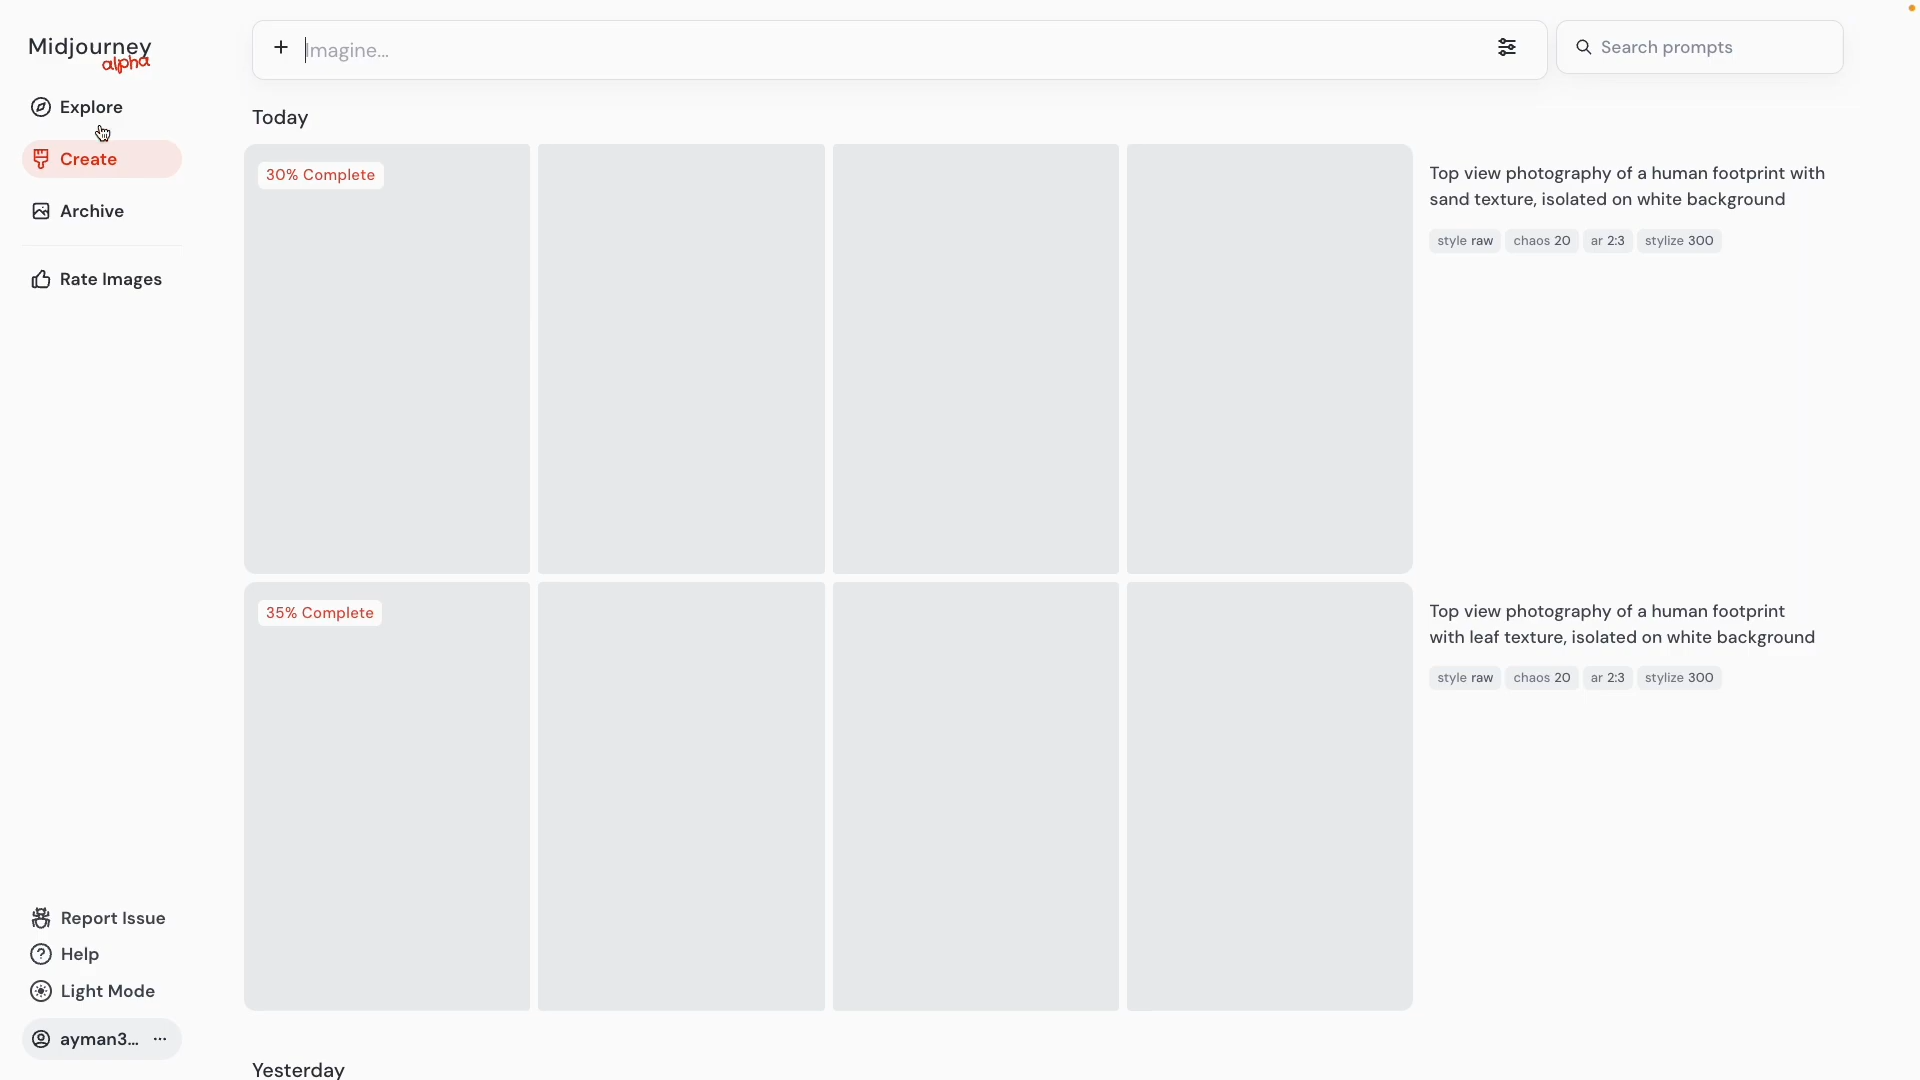 Midjourney
alpha
Explore
Create
Archive
Rate Images
Report Issue
Help
Light Mode
ayman3...
Imagine...
Search prompts
Today
30% Complete
Top view photography of a human footprint with
sand texture, isolated on white background
style raw chaos 20 ar 2:3 stylize 300
35% Complete
Top view photography of a human footprint
with leaf texture, isolated on white background
style raw chaos 20 ar 2:3 stylize 300
Yesterday